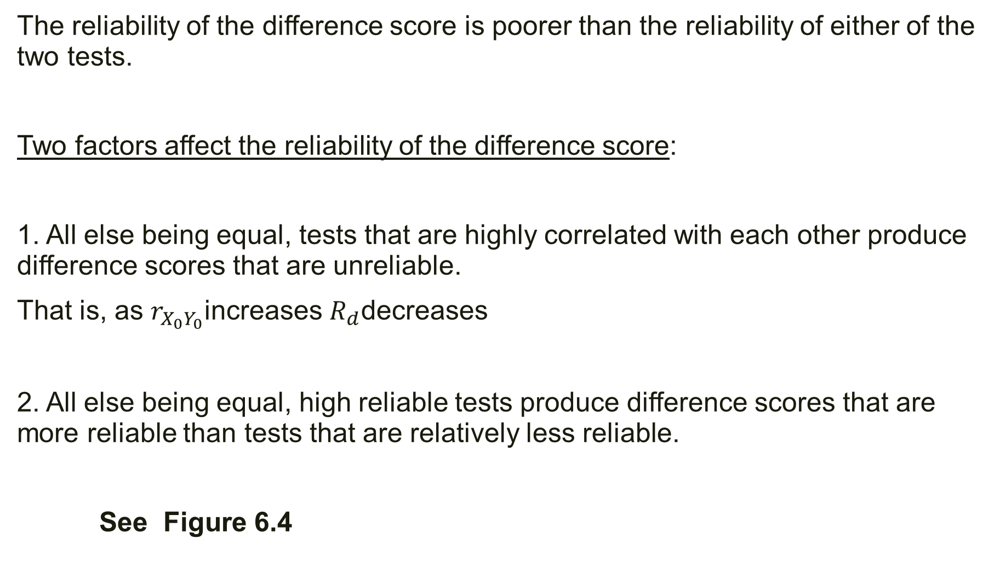 The reliability of the difference score is poorer than the reliability of either of the
two tests.
Two factors affect the reliability of the difference score:
1. All else being equal, tests that are highly correlated with each other produce
difference scores that are unreliable.
That is, as $r_{X_0Y_0}$ increases $R_d$ decreases
2. All else being equal, high reliable tests produce difference scores that are
more reliable than tests that are relatively less reliable.
See Figure 6.4